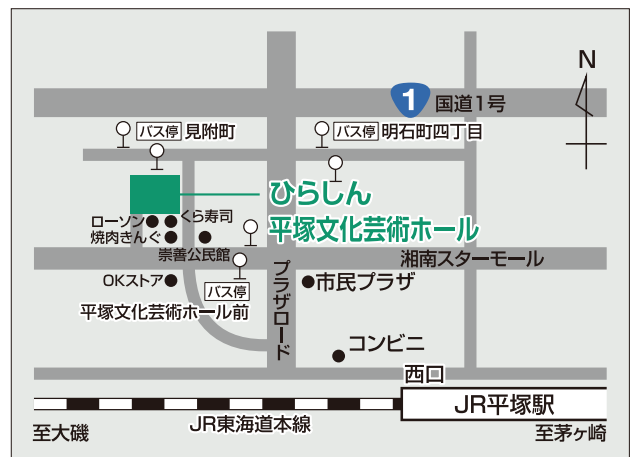 N
1
国道1号
バス停 見附町
バス停 明石町四丁目
ひらしん
平塚文化芸術ホール
ローソン
くら寿司
焼肉きんぐ
崇善公民館
湘南スターモール
OKストア
バス停
平塚文化芸術ホール前
プラザロード
市民プラザ
コンビニ
西口
JR平塚駅
JR東海道本線
至大磯
至茅ヶ崎